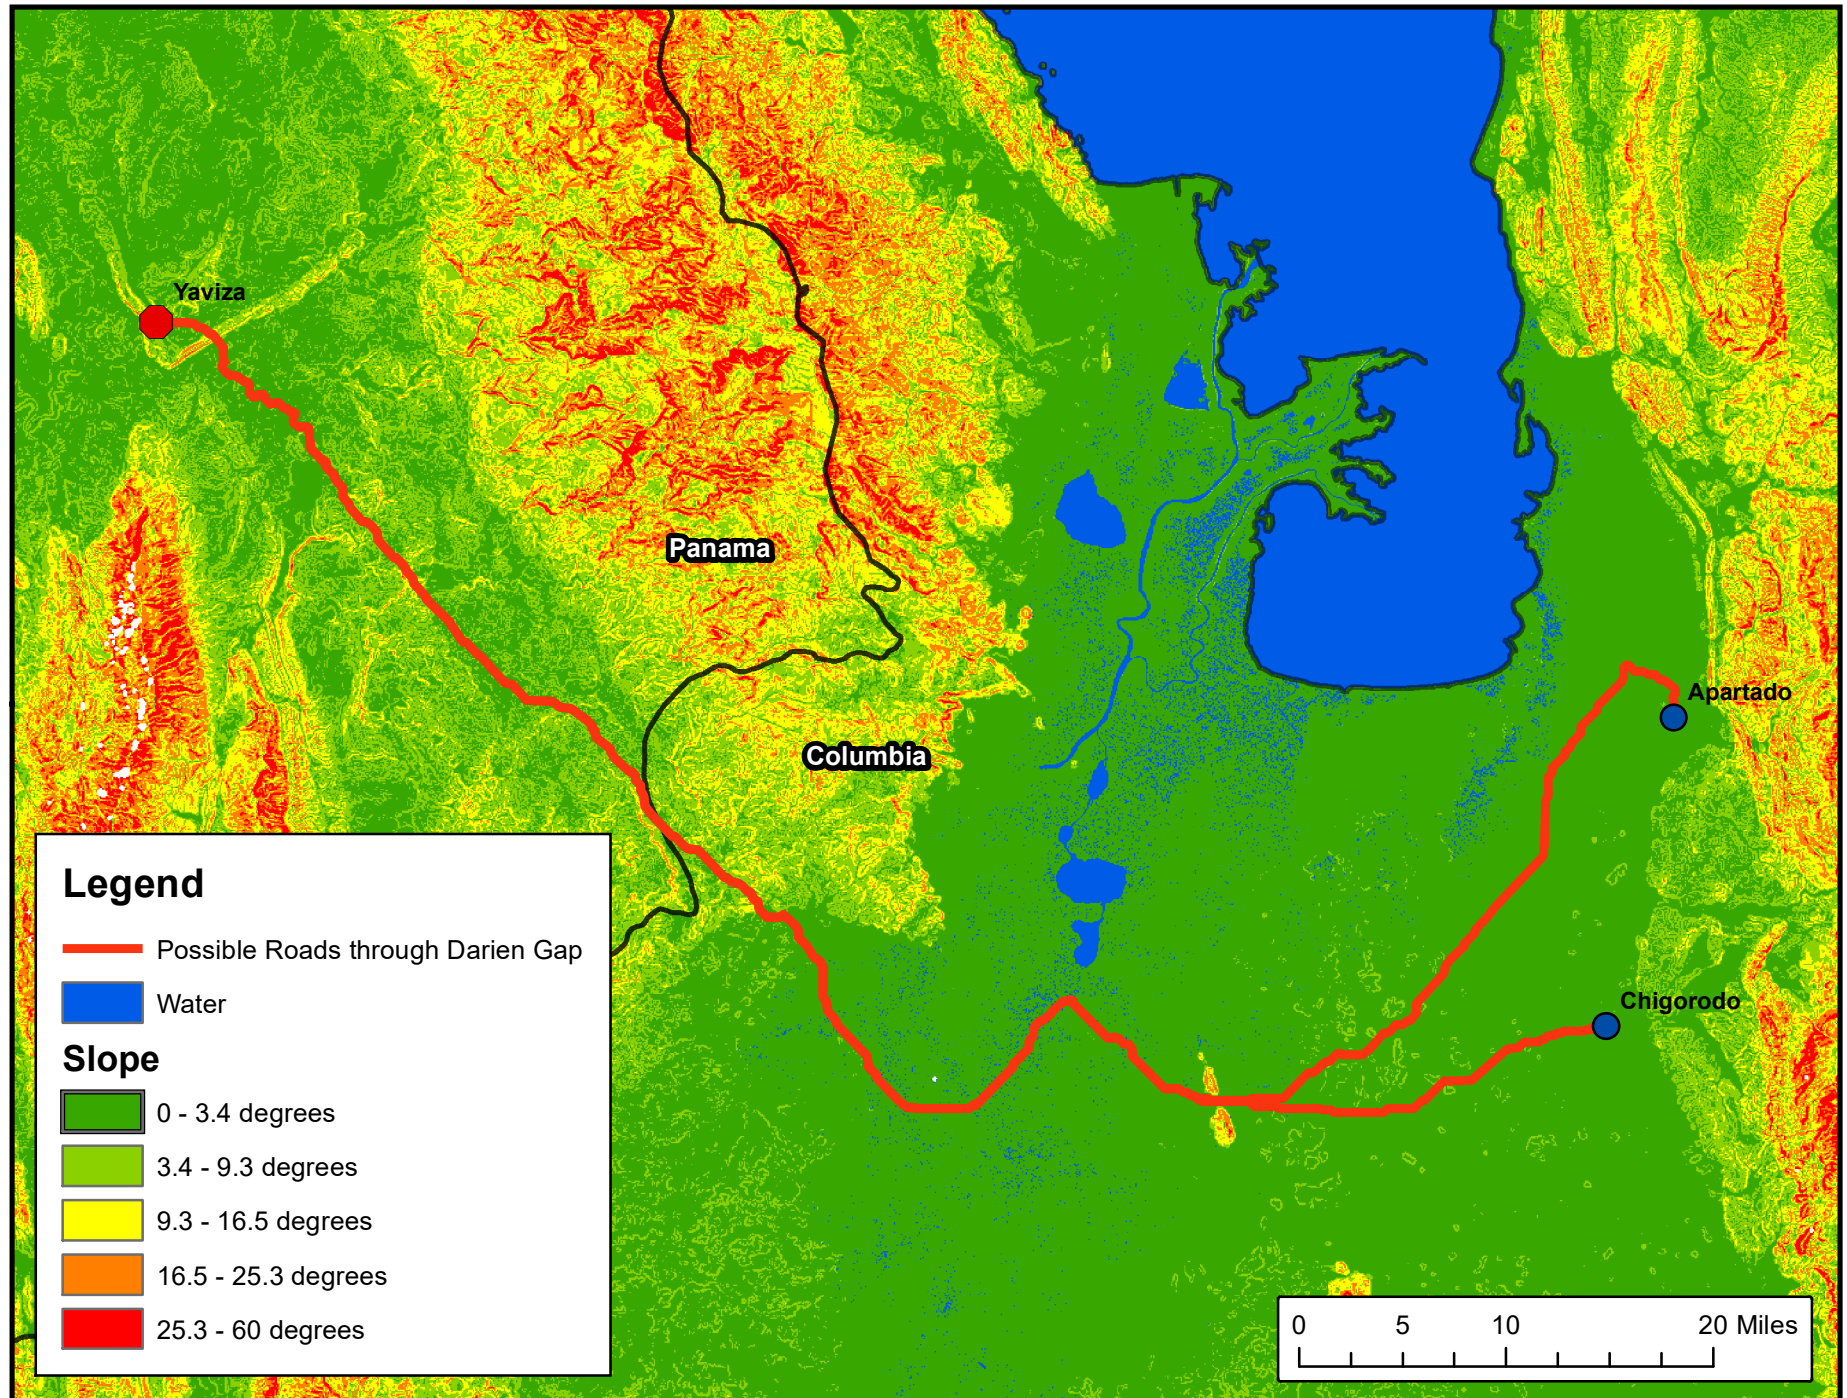 Yaviza
Panama
Columbia
Apartado
Chigorodo
Legend
Possible Roads through Darien Gap
Water
Slope
0 - 3.4 degrees
3.4 - 9.3 degrees
9.3 - 16.5 degrees
16.5 - 25.3 degrees
25.3 - 60 degrees
0 5 10 20 Miles